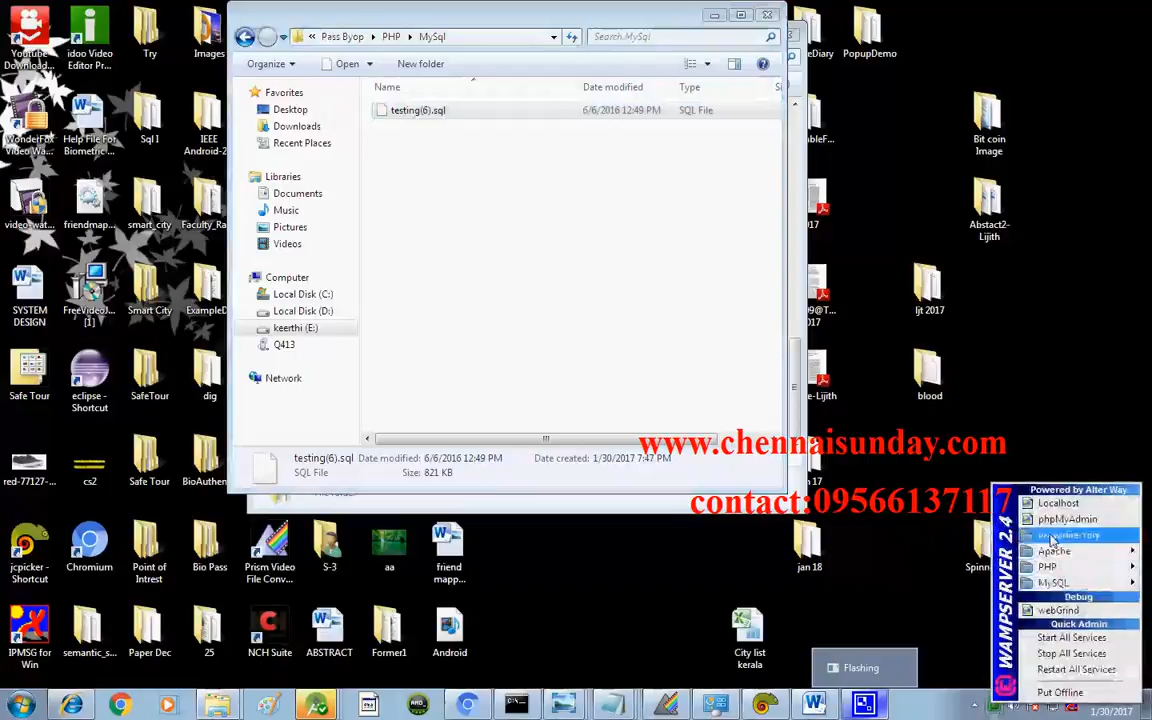 Pass Byop
PHP
MySql
Search MySql
Organize
Open
New folder
Name
Date modified
Type
testing(6).sql
6/6/2016 12:49 PM
SQL File
Favorites
Desktop
Downloads
Recent Places
Libraries
Documents
Music
Pictures
Videos
Computer
Local Disk (C:)
Local Disk (D:)
keerthi (E:)
Q413
Network
testing(6).sql Date modified: 6/6/2016 12:49 PM Date created: 1/30/2017 7:47 PM
SQL File Size: 821 KB
Youtube
Download...
idoo Video
Editor Pr...
Try
Images
WonderFox
Video Wa...
Help File For
Biometric ...
Sql I
IEEE
Android-2...
video_wat...
friendmap...
smart_city
Faculty_Ra...
SYSTEM
DESIGN
FreeVideoJ...
[1]
Smart City
ExampleD...
Safe Tour
eclipse -
Shortcut
SafeTour
dig
red-77127-...
cs2
Safe Tour
BioAuthen...
jcpicker -
Shortcut
Chromium
Point of
Intrest
Bio Pass
Prism Video
File Conv...
S-3
aa
friend
mapp...
IPMSG for
Win
semantic_s...
Paper Dec
25
NCH Suite
ABSTRACT
Former1
Android
PopupDemo
Bit coin
Image
Abstact2-
Lijith
ljt 2017
blood
jan 18
City list
kerala
www.chennaisunday.com
contact:09566137117
Flashing
WAMPSERVER 2.4
Powered by Alter Way
Localhost
phpMyAdmin
Apache
PHP
MySQL
Debug
webGrind
Quick Admin
Start All Services
Stop All Services
Restart All Services
Put Offline
1/30/2017